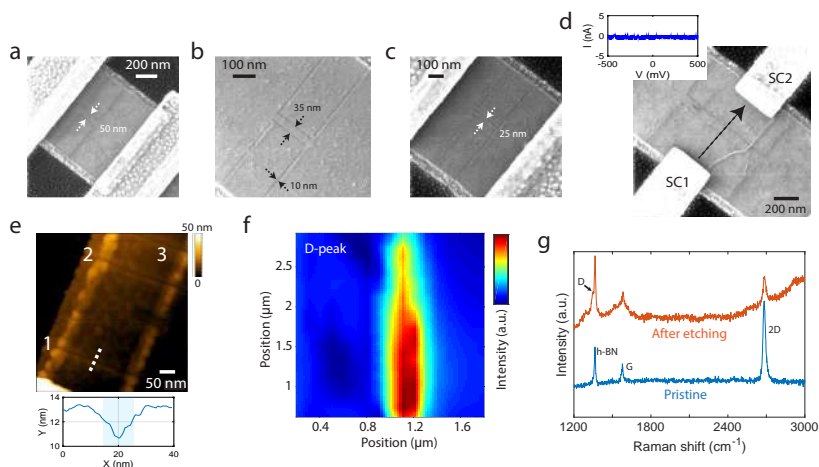 a
200 nm
50 nm
b
100 nm
35 nm
10 nm
c
100 nm
25 nm
d
5
0
-5
I (nA)
-500
0
500
V (mV)
SC2
SC1
200 nm
e
50 nm
0
2
3
1
50 nm
14
12
10
Y (nm)
0
20
40
X (nm)
f
D-peak
2.5
2
1.5
1
Position (µm)
0.4
0.8
1.2
1.6
Position (µm)
Intensity (a.u.)
g
D
After etching
2D
h-BN
G
Pristine
Intensity (a.u.)
1200
1800
2400
3000
Raman shift (cm⁻¹)